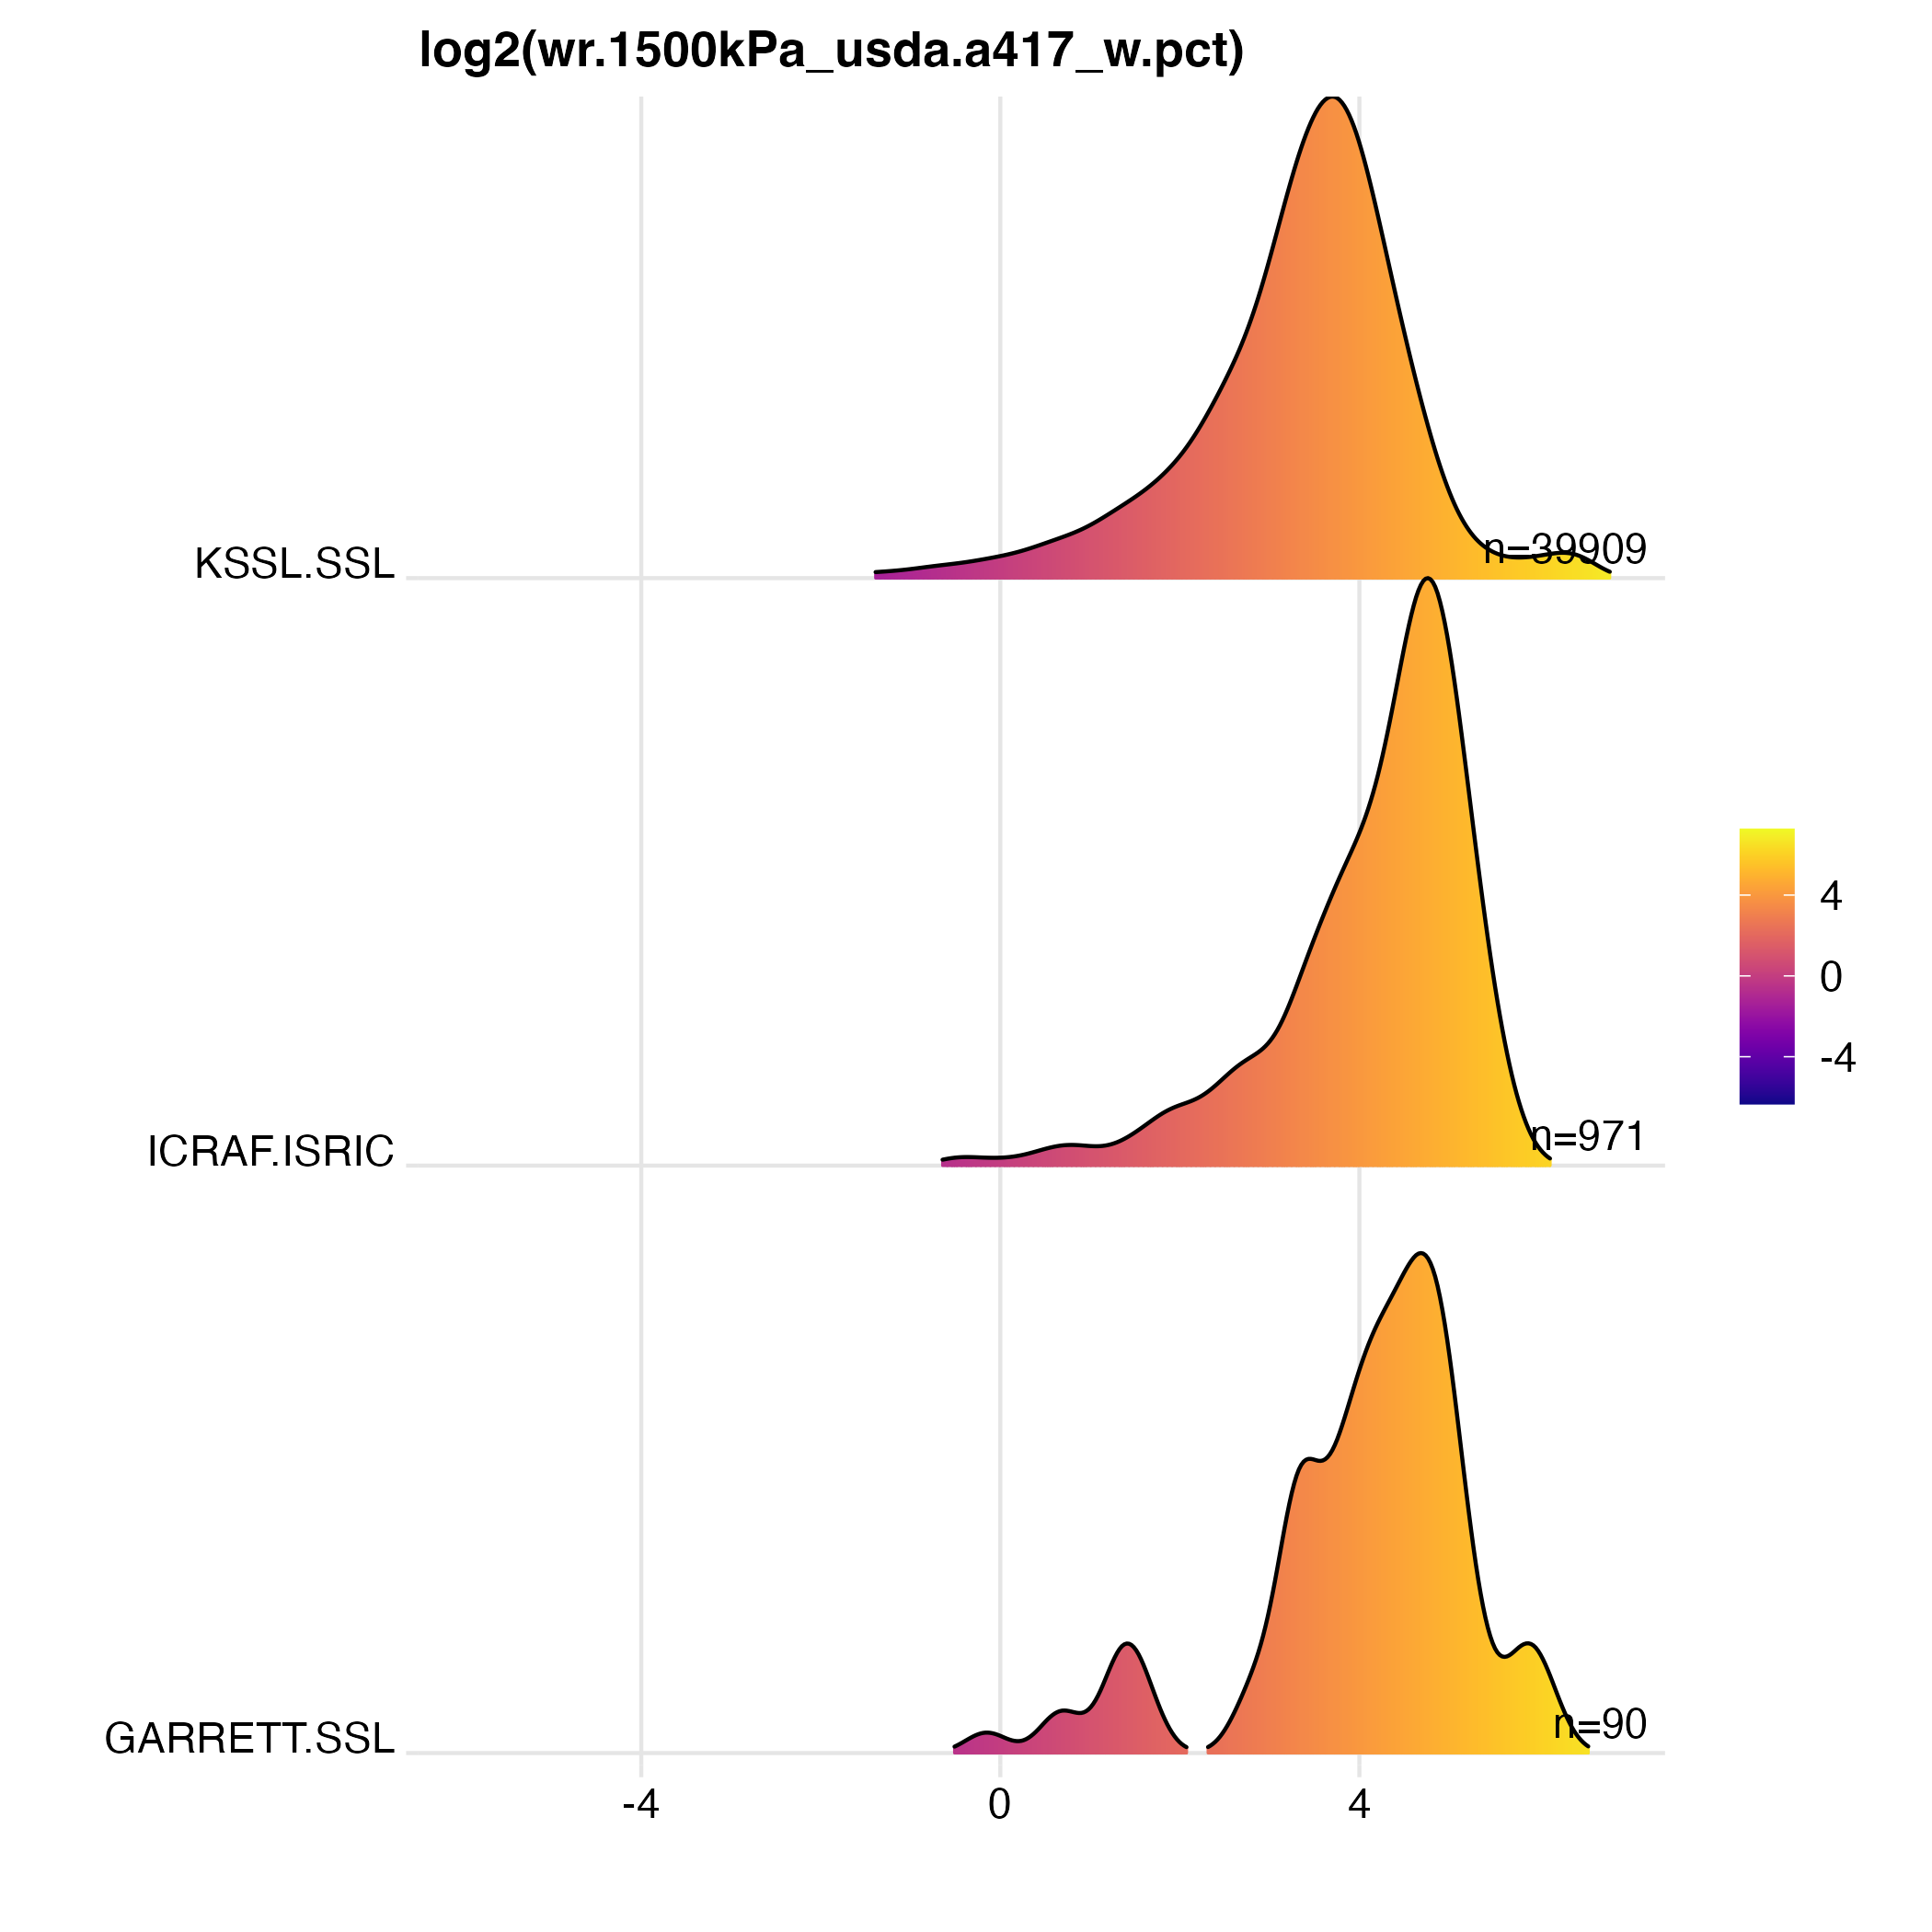 log2(wr.1500kPa_usda.a417_w.pct)
KSSL.SSL
n=39909
ICRAF.ISRIC
n=971
GARRETT.SSL
n=90
-4
0
4
4
0
-4